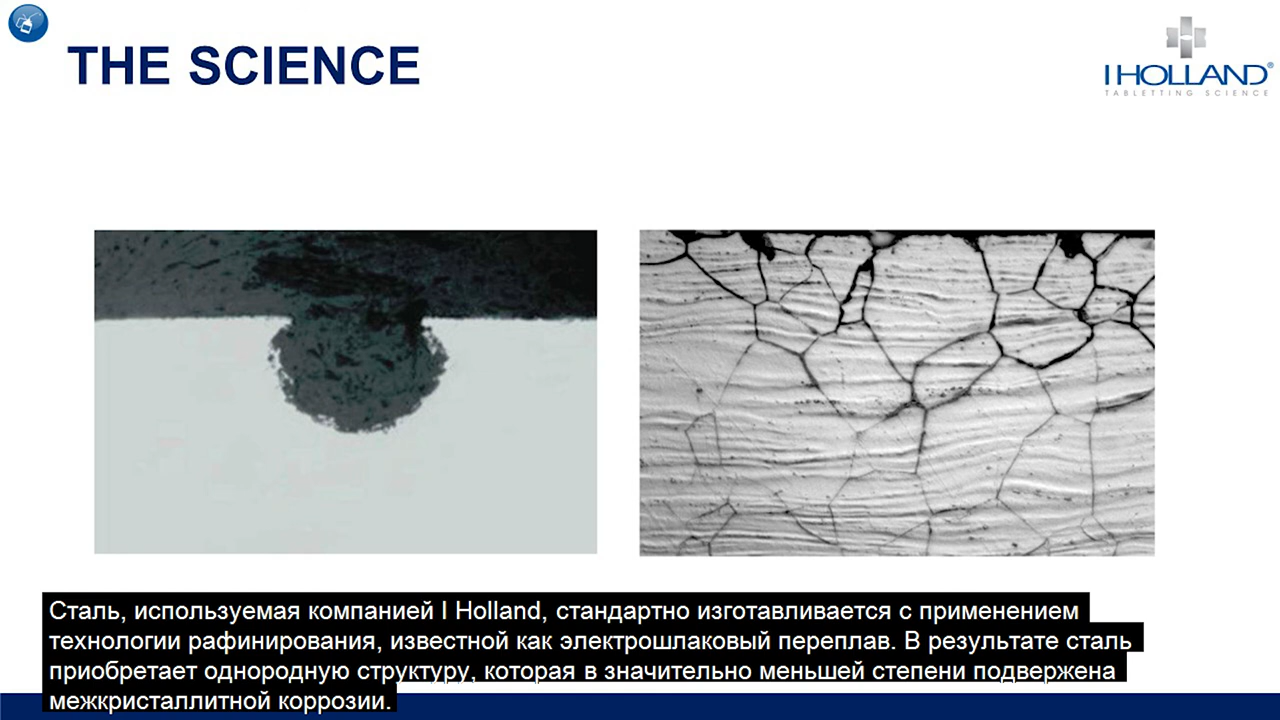 THE SCIENCE
I HOLLAND®
TABLETTING SCIENCE
Сталь, используемая компанией I Holland, стандартно изготавливается с применением
технологии рафинирования, известной как электрошлаковый переплав. В результате сталь
приобретает однородную структуру, которая в значительно меньшей степени подвержена
межкристаллитной коррозии.